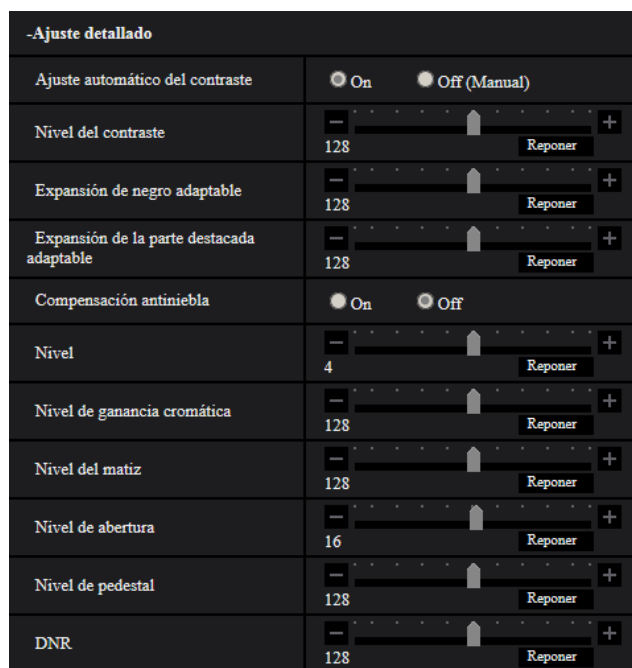 -Ajuste detallado
Ajuste automático del contraste
On Off (Manual)
Nivel del contraste
128 Reponer
Expansión de negro adaptable
128 Reponer
Expansión de la parte destacada
adaptable
128 Reponer
Compensación antiniebla
On Off
Nivel
4 Reponer
Nivel de ganancia cromática
128 Reponer
Nivel del matiz
128 Reponer
Nivel de abertura
16 Reponer
Nivel de pedestal
128 Reponer
DNR
128 Reponer